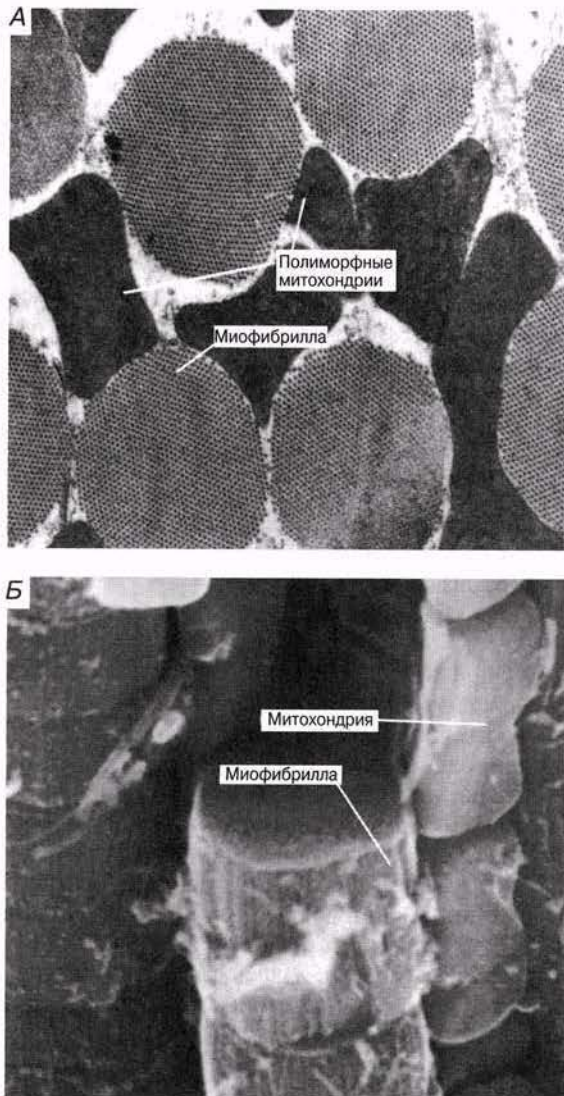 А
Полиморфные
митохондрии
Миофибрилла
Б
Митохондрия
Миофибрилла